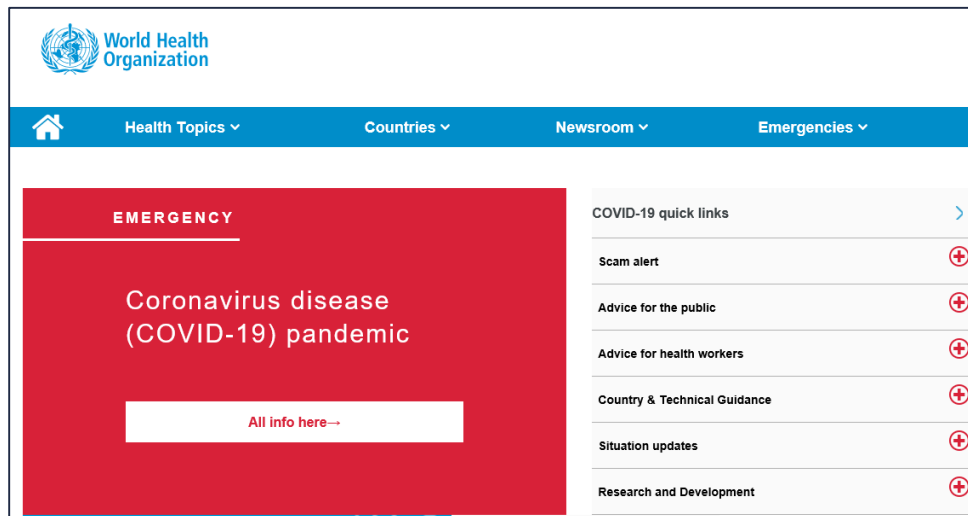 World Health
Organization
Health Topics
Countries
Newsroom
Emergencies
EMERGENCY
Coronavirus disease
(COVID-19) pandemic
All info here→
COVID-19 quick links
Scam alert
Advice for the public
Advice for health workers
Country & Technical Guidance
Situation updates
Research and Development